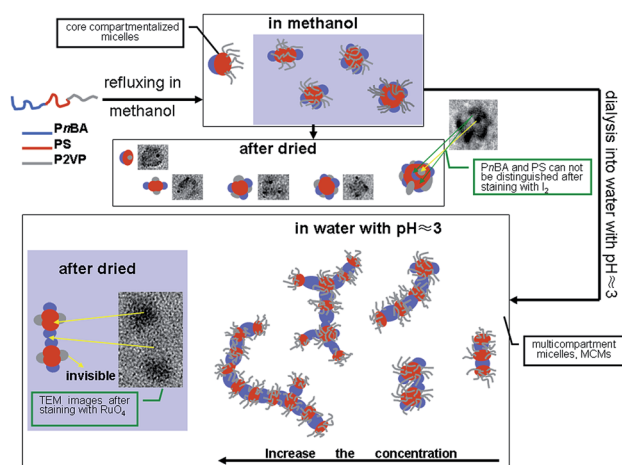 in methanol
core compartmentalized
micelles
refluxing in
methanol
PnBA
PS
P2VP
after dried
PnBA and PS can not
be distinguished after
staining with I2
dialysis into water with pH≈3
in water with pH≈3
after dried
invisible
TEM images after
staining with RuO4
multicompartment
micelles, MCMs
Increase the concentration